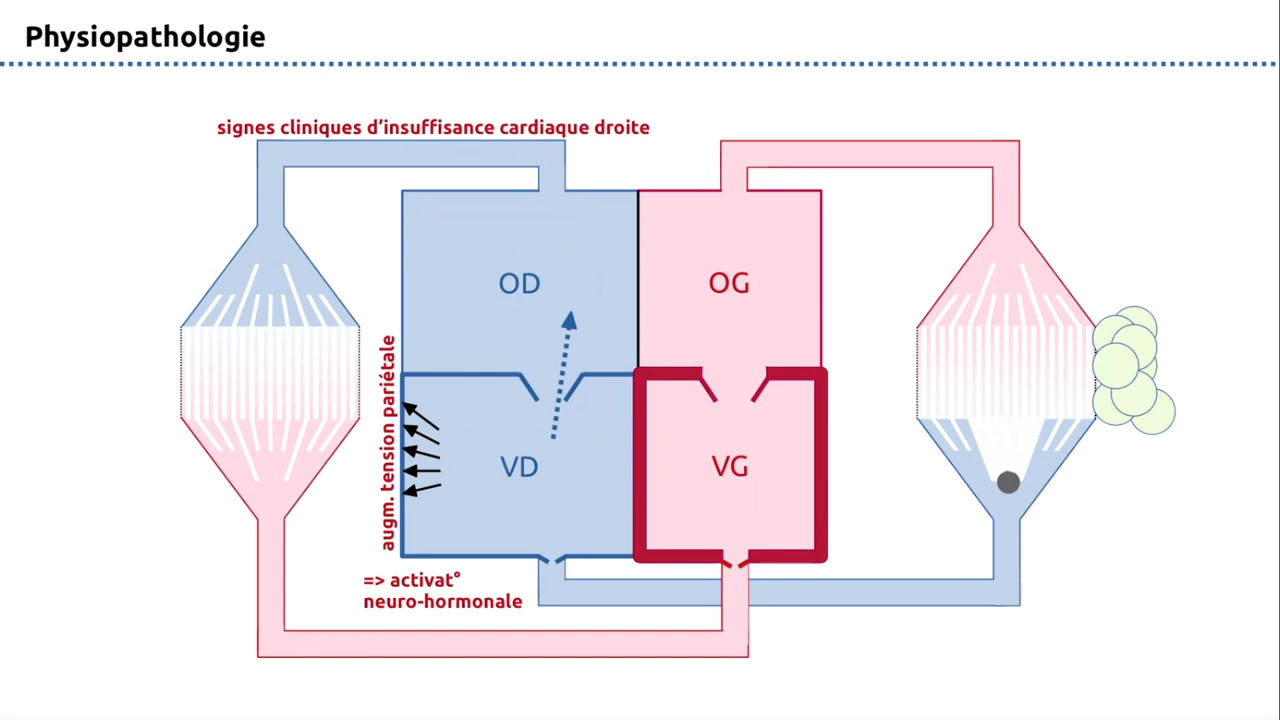 Physiopathologie
signes cliniques d’insuffisance cardiaque droite
OD
OG
augm. tension pariétale
VD
VG
=> activat°
neuro-hormonale